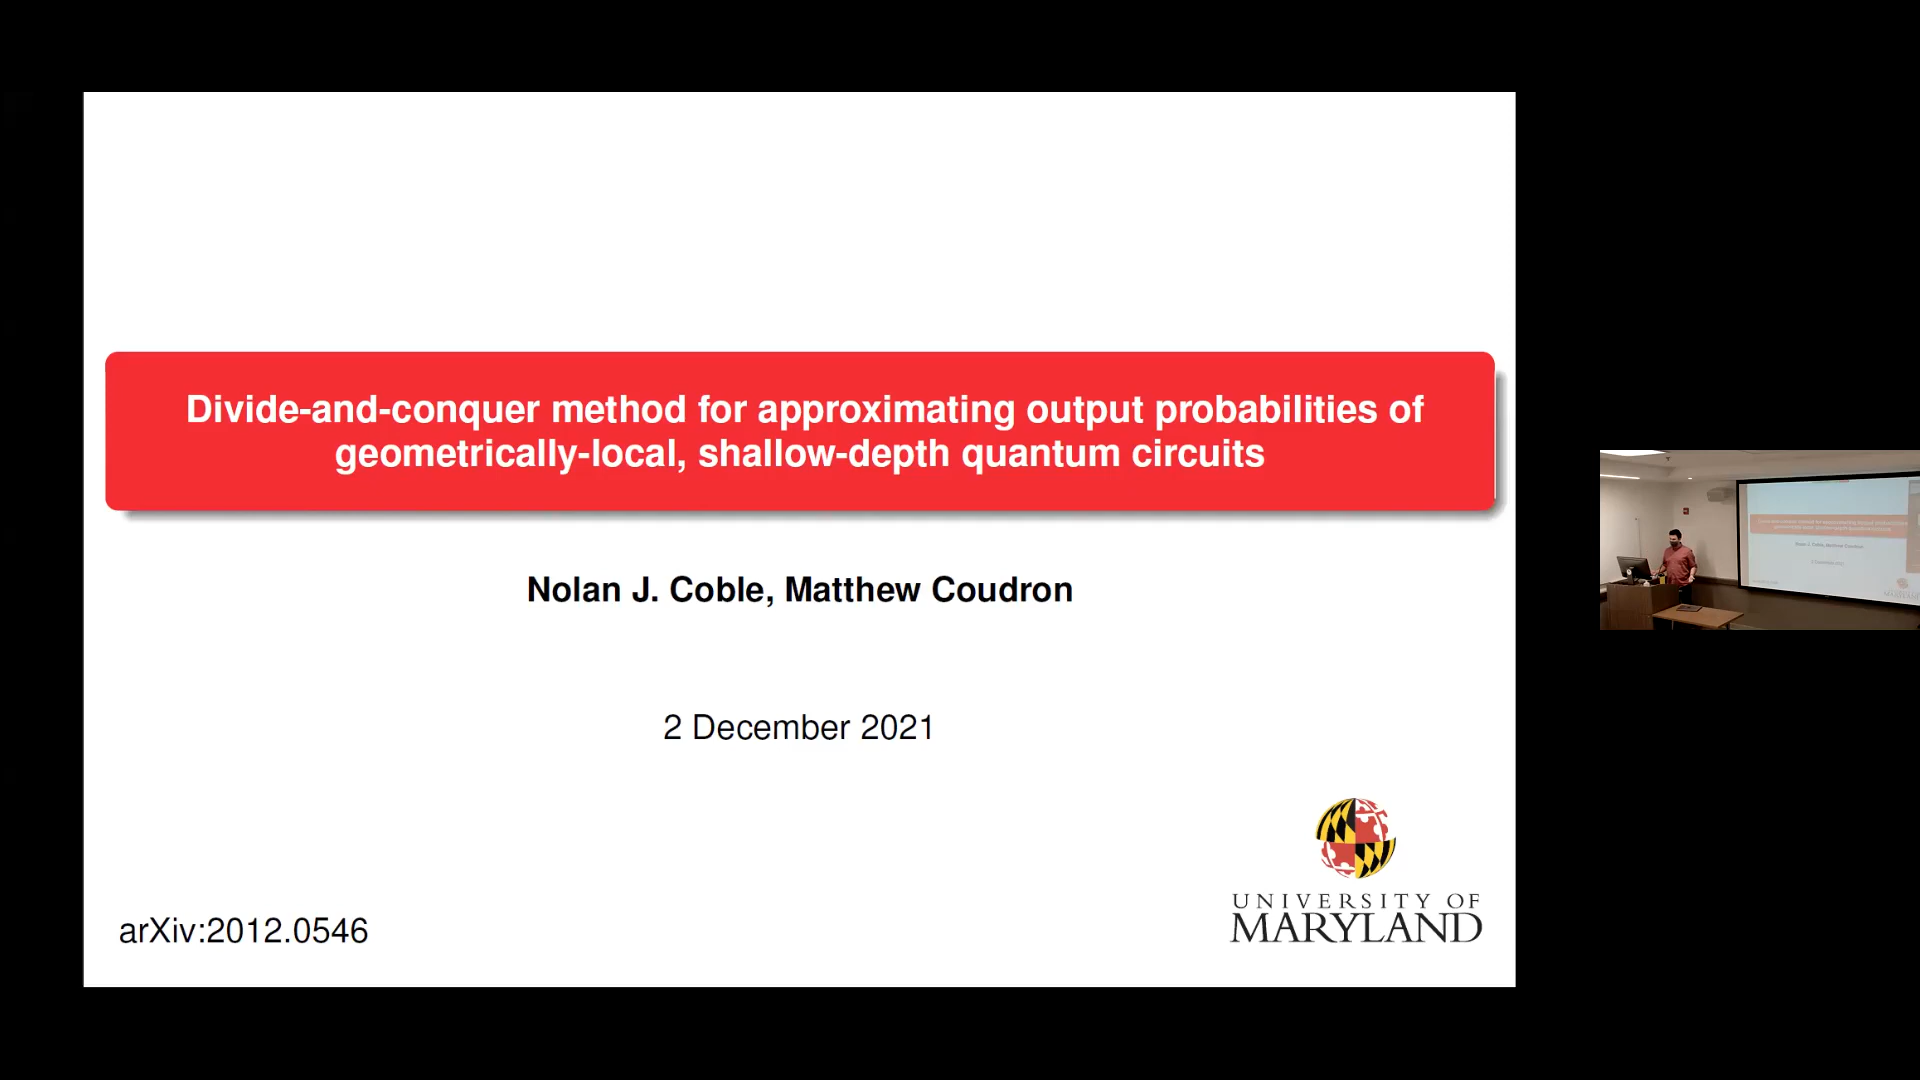 Divide-and-conquer method for approximating output probabilities of
geometrically-local, shallow-depth quantum circuits
Nolan J. Coble, Matthew Coudron
2 December 2021
arXiv:2012.0546
UNIVERSITY OF
MARYLAND